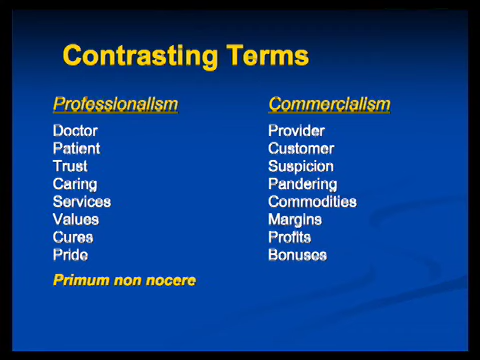 Contrasting Terms
Professionalism Commercialism
Doctor Provider
Patient Customer
Trust Suspicion
Caring Pandering
Services Commodities
Values Margins
Cures Profits
Pride Bonuses
Primum non nocere